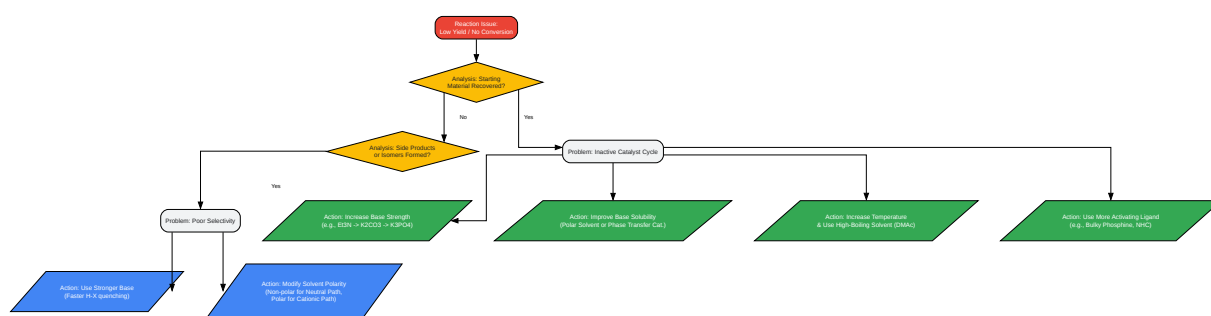 Reaction Issue:
Low Yield / No Conversion
Analysis: Starting
Material Recovered?
No
Yes
Analysis: Side Products
or Isomers Formed?
Problem: Inactive Catalyst Cycle
Yes
Problem: Poor Selectivity
Action: Increase Base Strength
(e.g., Et3N -> K2CO3 -> K3PO4)
Action: Improve Base Solubility
(Polar Solvent or Phase Transfer Cat.)
Action: Increase Temperature
& Use High-Boiling Solvent (DMAc)
Action: Use More Activating Ligand
(e.g., Bulky Phosphine, NHC)
Action: Use Stronger Base
(Faster H-X quenching)
Action: Modify Solvent Polarity
(Non-polar for Neutral Path,
Polar for Cationic Path)